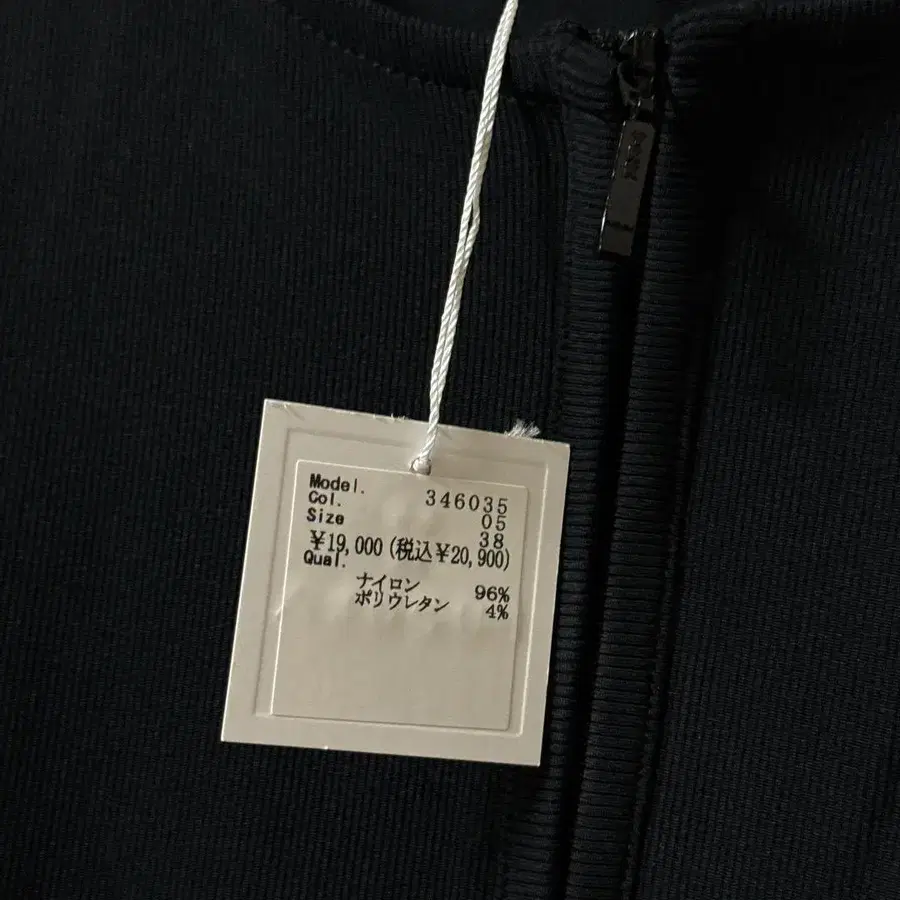 Model. 346035
Col. 05
Size 38
¥19,000(税込¥20,900)
Qual.
ナイロン 96%
ポリウレタン 4%